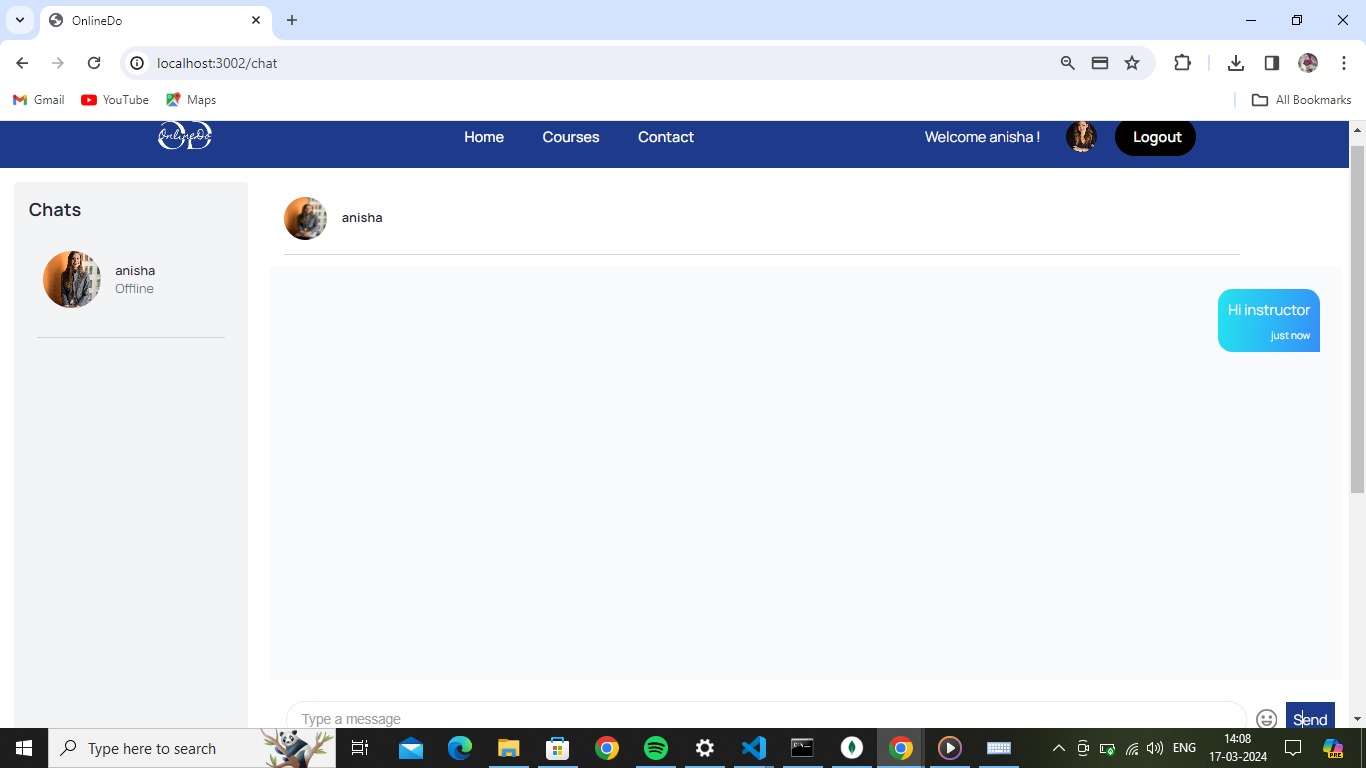 OnlineDo
localhost:3002/chat
Gmail YouTube Maps All Bookmarks
OnlineDo Home Courses Contact Welcome anisha ! Logout
Chats
anisha
Offline
anisha
Hi instructor
just now
Type a message Send
Type here to search
ENG
14:08
17-03-2024
PRE